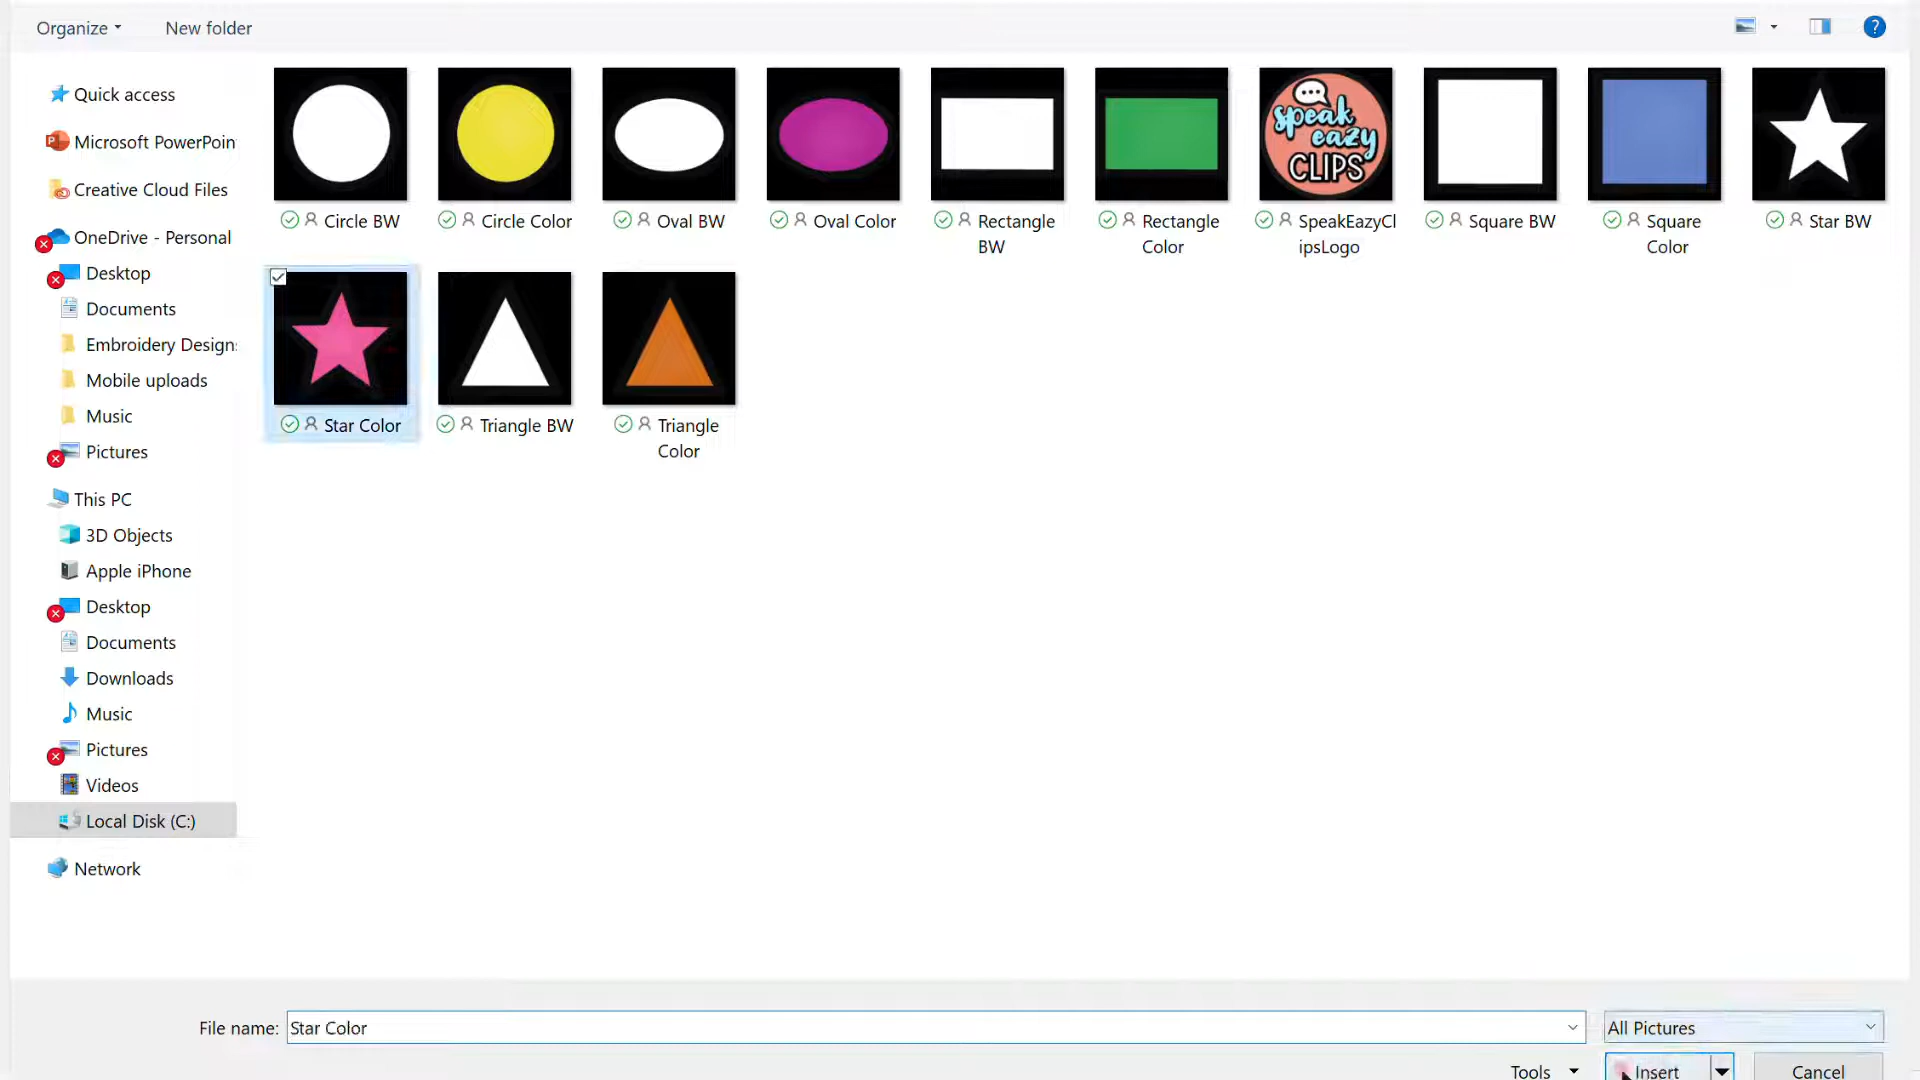 Organize
New folder
?
Quick access
Microsoft PowerPoin
Creative Cloud Files
OneDrive - Personal
Desktop
Documents
Embroidery Design
Mobile uploads
Music
Pictures
This PC
3D Objects
Apple iPhone
Desktop
Documents
Downloads
Music
Pictures
Videos
Local Disk (C:)
Network
speak
eazy
CLIPS
Circle BW
Circle Color
Oval BW
Oval Color
Rectangle
BW
Rectangle
Color
SpeakEazyCl
ipsLogo
Square BW
Square
Color
Star BW
Star Color
Triangle BW
Triangle
Color
File name:
Star Color
All Pictures
Tools
Insert
Cancel